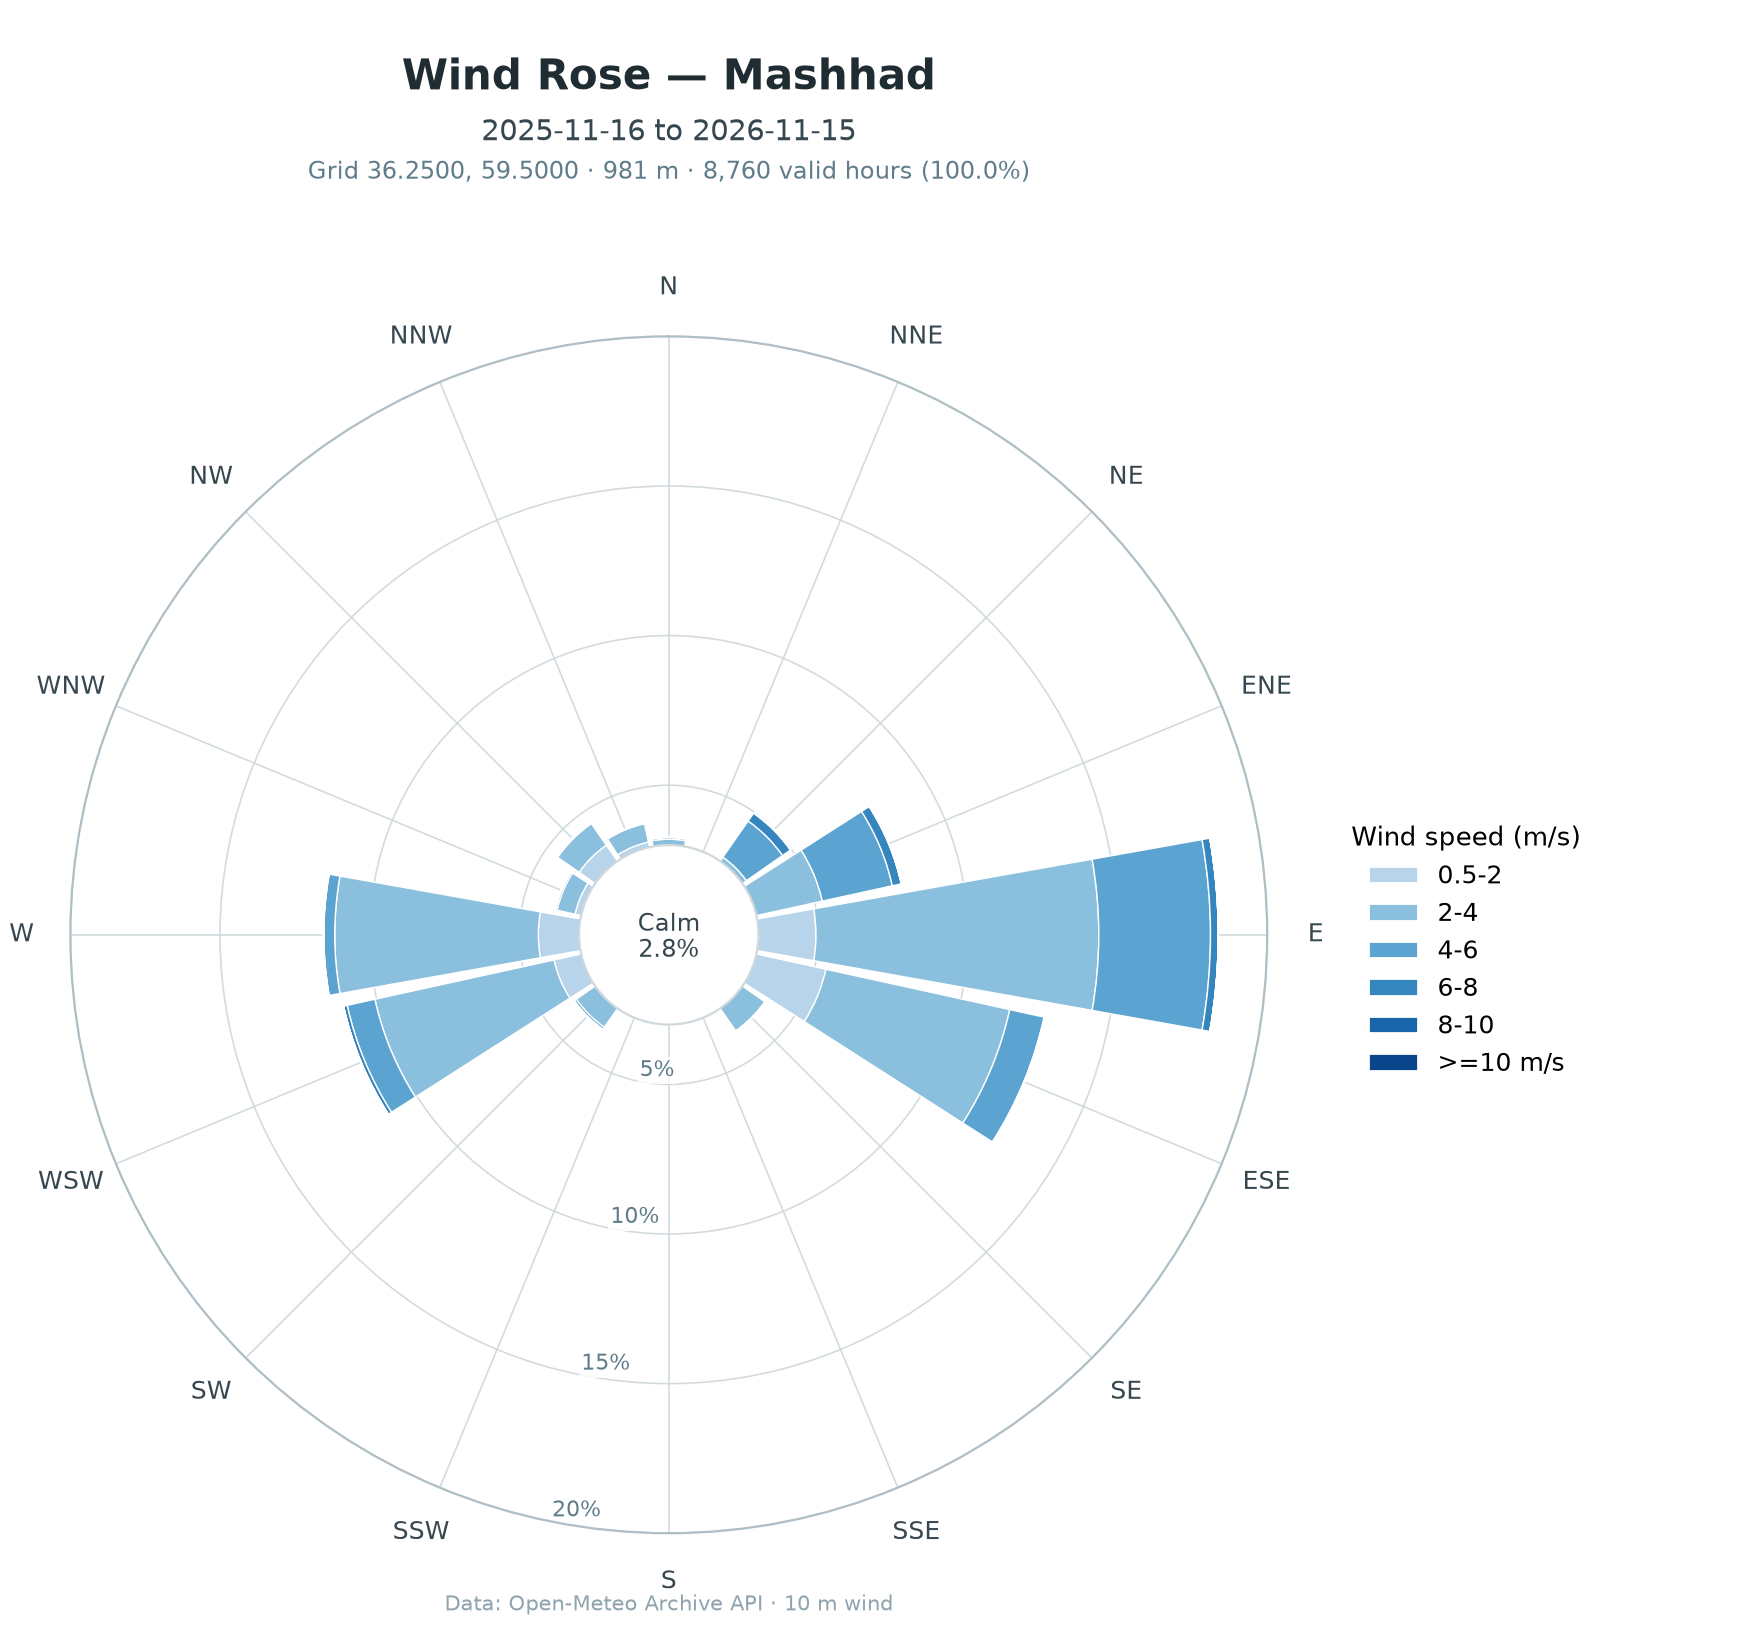 Wind Rose — Mashhad
2025-11-16 to 2026-11-15
Grid 36.2500, 59.5000 · 981 m · 8,760 valid hours (100.0%)
N
NNW
NNE
NW
NE
WNW
ENE
Wind speed (m/s)
0.5-2
2-4
4-6
6-8
8-10
>=10 m/s
Calm
2.8%
W
E
5%
WSW
ESE
10%
15%
SW
SE
20%
SSW
SSE
S
Data: Open-Meteo Archive API · 10 m wind